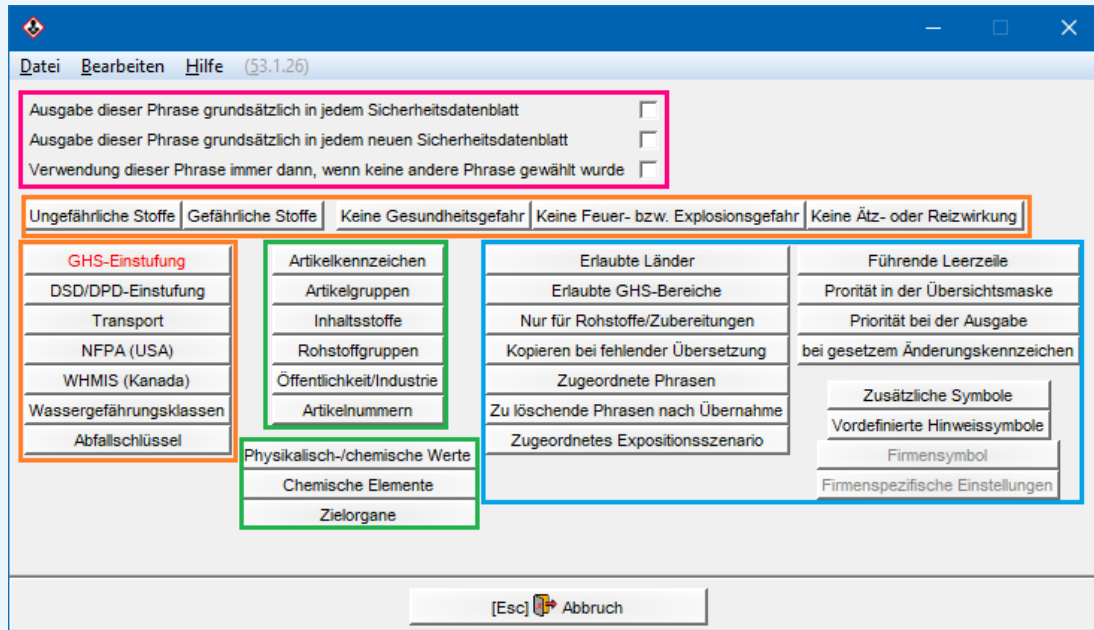 Datei Bearbeiten Hilfe (53.1.26)
Ausgabe dieser Phrase grundsätzlich in jedem Sicherheitsdatenblatt
Ausgabe dieser Phrase grundsätzlich in jedem neuen Sicherheitsdatenblatt
Verwendung dieser Phrase immer dann, wenn keine andere Phrase gewählt wurde
Ungefährliche Stoffe Gefährliche Stoffe Keine Gesundheitsgefahr Keine Feuer- bzw. Explosionsgefahr Keine Ätz- oder Reizwirkung
GHS-Einstufung
DSD/DPD-Einstufung
Transport
NFPA (USA)
WHMIS (Kanada)
Wassergefährungsklassen
Abfallschlüssel
Artikelkennzeichen
Artikelgruppen
Inhaltsstoffe
Rohstoffgruppen
Öffentlichkeit/Industrie
Artikelnummern
Physikalisch-/chemische Werte
Chemische Elemente
Zielorgane
Erlaubte Länder
Erlaubte GHS-Bereiche
Nur für Rohstoffe/Zubereitungen
Kopieren bei fehlender Übersetzung
Zugeordnete Phrasen
Zu löschende Phrasen nach Übernahme
Zugeordnetes Expositionsszenario
Führende Leerzeile
Prorität in der Übersichtsmaske
Priorität bei der Ausgabe
bei gesetzem Änderungskennzeichen
Zusätzliche Symbole
Vordefinierte Hinweissymbole
Firmensymbol
Firmenspezifische Einstellungen
[Esc] Abbruch